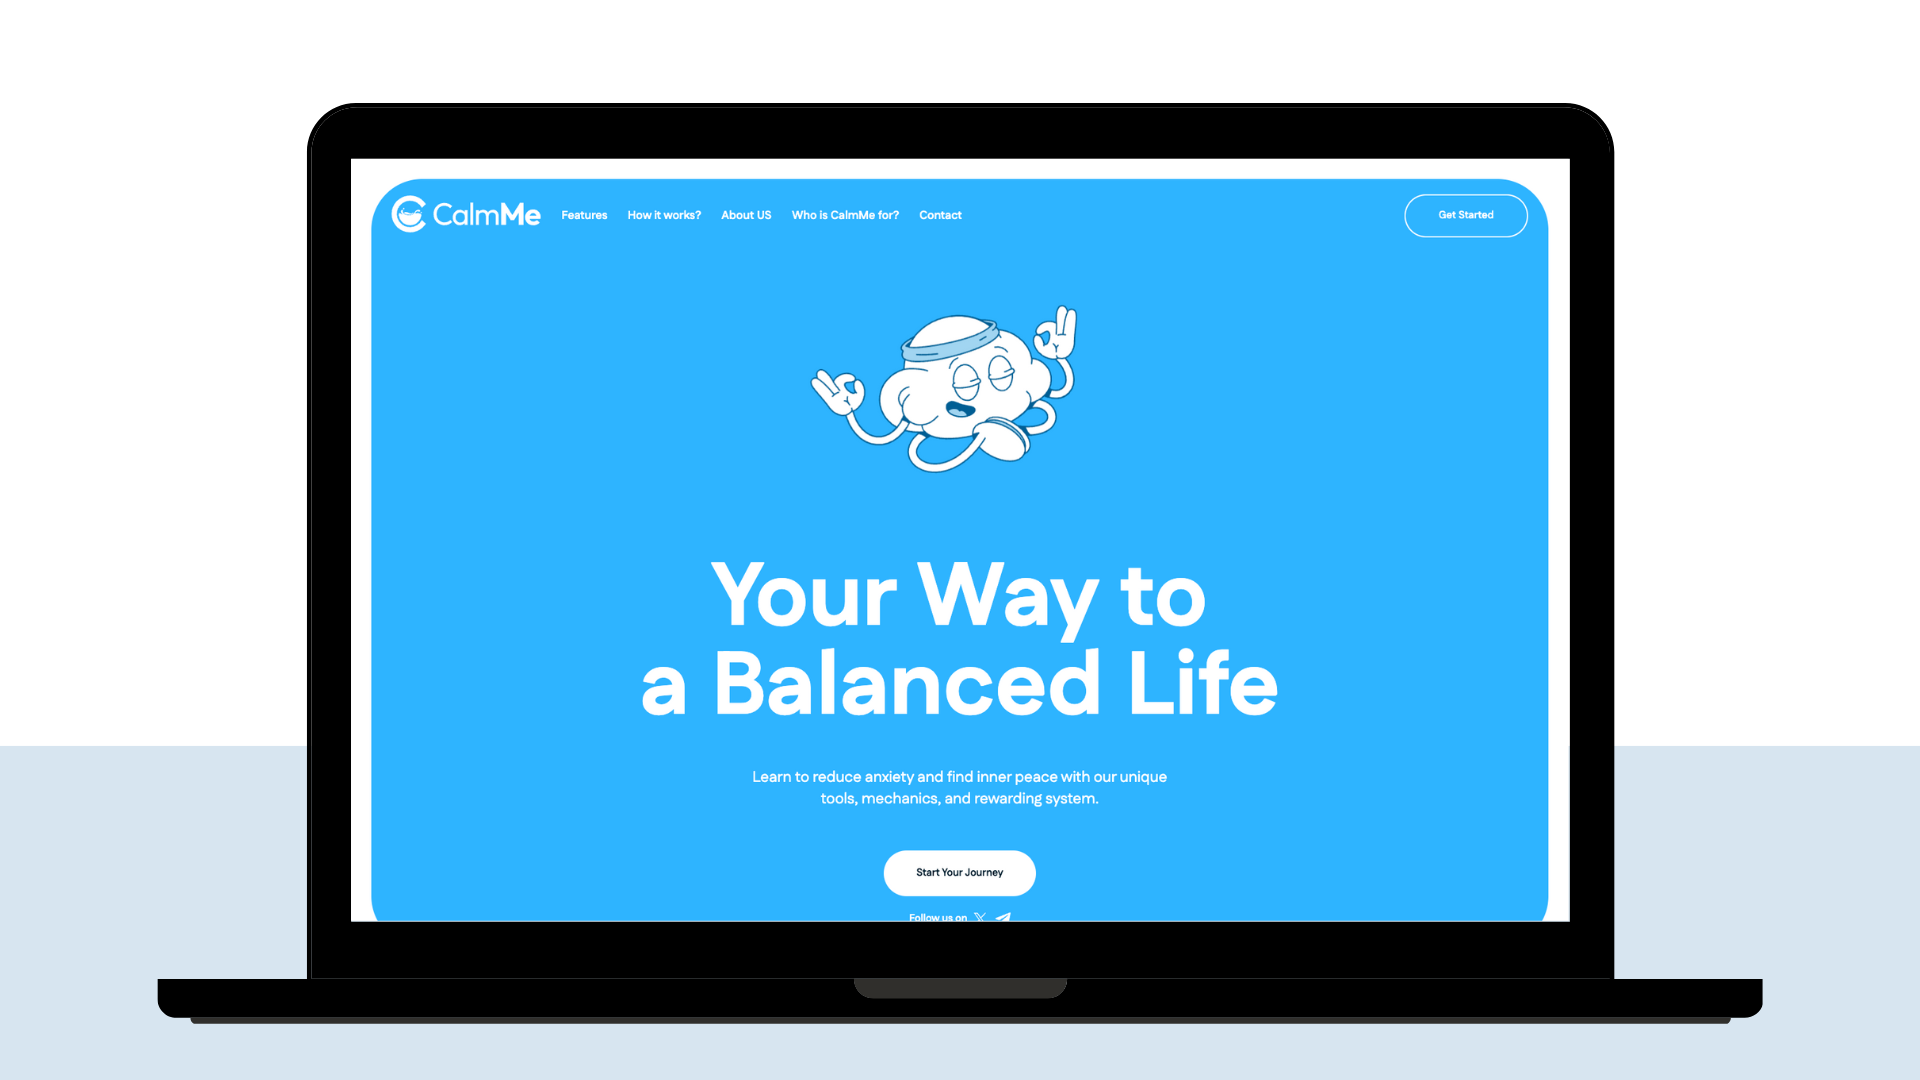 CalmMe
Features
How it works?
About US
Who is CalmMe for?
Contact
Get Started
Your Way to
a Balanced Life
Learn to reduce anxiety and find inner peace with our unique
tools, mechanics, and rewarding system.
Start Your Journey
Follow us on